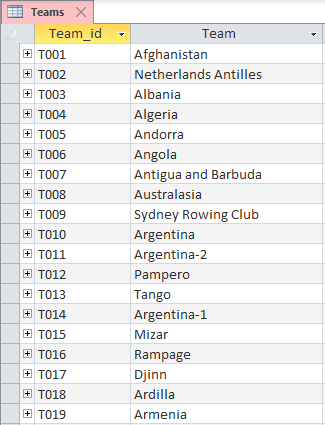 Teams
Team_id Team
T001 Afghanistan
T002 Netherlands Antilles
T003 Albania
T004 Algeria
T005 Andorra
T006 Angola
T007 Antigua and Barbuda
T008 Australasia
T009 Sydney Rowing Club
T010 Argentina
T011 Argentina-2
T012 Pampero
T013 Tango
T014 Argentina-1
T015 Mizar
T016 Rampage
T017 Djinn
T018 Ardilla
T019 Armenia